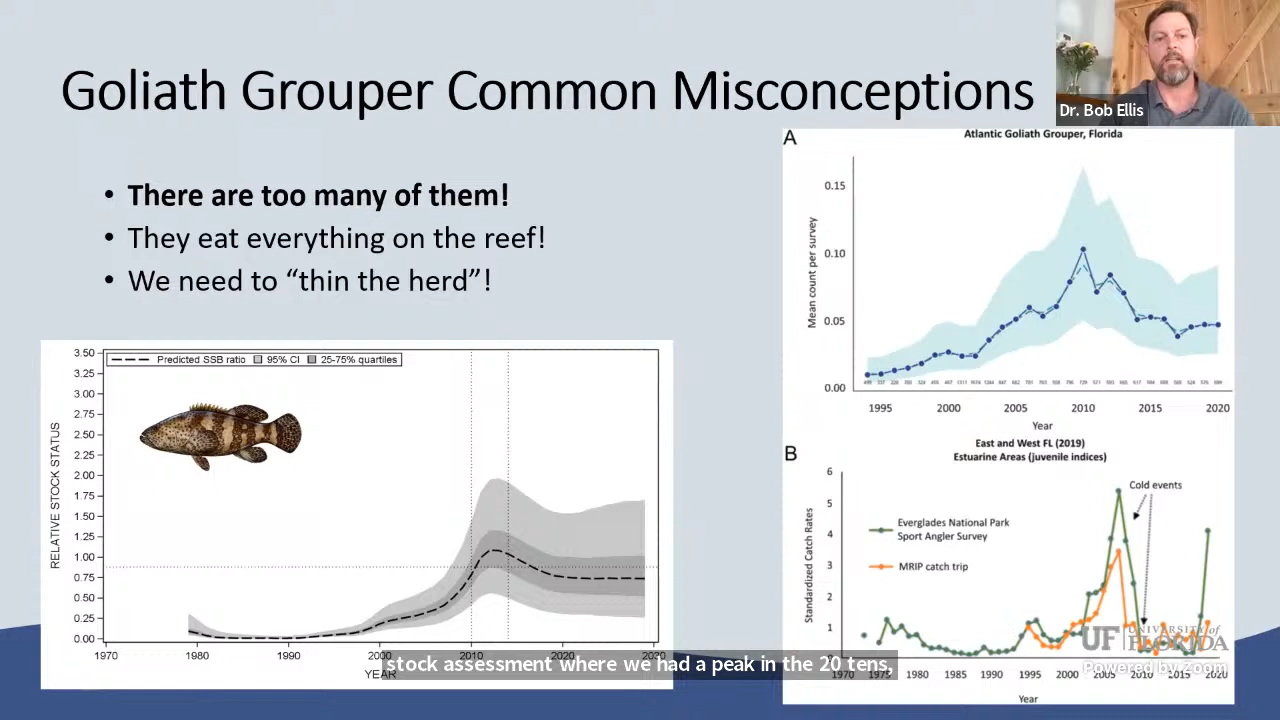 Goliath Grouper Common Misconceptions
Dr. Bob Ellis
• There are too many of them!
• They eat everything on the reef!
• We need to “thin the herd”!
A
Atlantic Goliath Grouper, Florida
Mean count per survey
0.15
0.10
0.05
0.00
1995 2000 2005 2010 2015 2020
Year
B
East and West FL (2019)
Estuarine Areas (juvenile indices)
Standardized Catch Rates
6
5
4
3
2
1
Cold events
Everglades National Park
Sport Angler Survey
MRIP catch trip
1970 1975 1980 1985 1990 1995 2000 2005 2010 2015 2020
Year
RELATIVE STOCK STATUS
Predicted SSB ratio 95% CI 25-75% quartiles
3.50
3.25
3.00
2.75
2.50
2.25
2.00
1.75
1.50
1.25
1.00
0.75
0.50
0.25
0.00
1970 1980 1990 2000 2010 2020 2030
YEAR
stock assessment where we had a peak in the 20 tens,
UF UNIVERSITY of
FLORIDA
Powered by Zoom